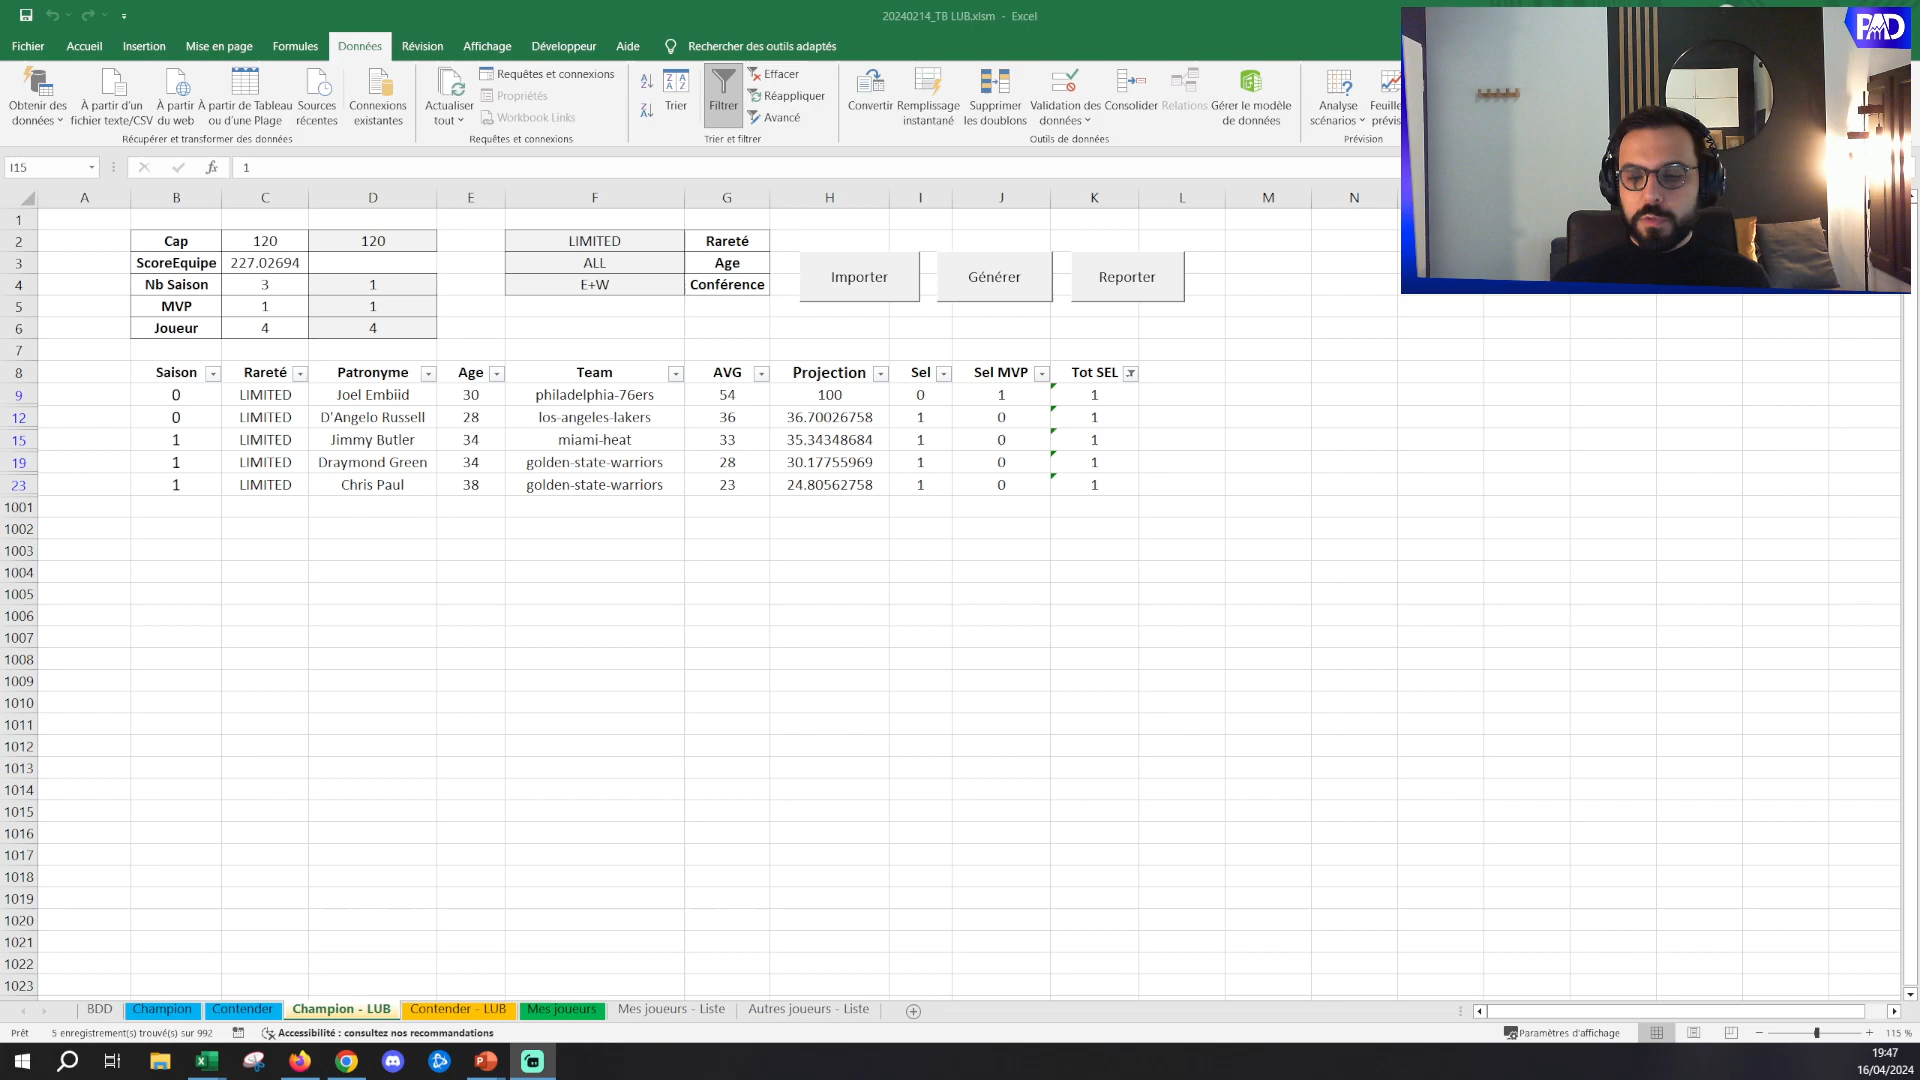 20240214_TB LUB.xlsm - Excel
PAD
Fichier Accueil Insertion Mise en page Formules Données Révision Affichage Développeur Aide Rechercher des outils adaptés
Obtenir des données
À partir d'un fichier texte/CSV
À partir du web
À partir de Tableau ou d'une Plage
Sources récentes
Connexions existantes
Récupérer et transformer des données
Actualiser tout
Requêtes et connexions
Propriétés
Workbook Links
Requêtes et connexions
Trier
Filtrer
Effacer
Réappliquer
Avancé
Trier et filtrer
Convertir
Remplissage instantané
Supprimer les doublons
Validation des données
Consolider
Relations
Gérer le modèle de données
Outils de données
Analyse scénarios
Feuille prévis
Prévision
I15 fx 1
A B C D E F G H I J K L M N
1
2 Cap 120 120 LIMITED Rareté
3 ScoreEquipe 227.02694 ALL Age
4 Nb Saison 3 1 E+W Conférence
Importer Générer Reporter
5 MVP 1 1
6 Joueur 4 4
7
8 Saison Rareté Patronyme Age Team AVG Projection Sel Sel MVP Tot SEL
9 0 LIMITED Joel Embiid 30 philadelphia-76ers 54 100 0 1 1
12 0 LIMITED D'Angelo Russell 28 los-angeles-lakers 36 36.70026758 1 0 1
15 1 LIMITED Jimmy Butler 34 miami-heat 33 35.34348684 1 0 1
19 1 LIMITED Draymond Green 34 golden-state-warriors 28 30.17755969 1 0 1
23 1 LIMITED Chris Paul 38 golden-state-warriors 23 24.80562758 1 0 1
1001
1002
1003
1004
1005
1006
1007
1008
1009
1010
1011
1012
1013
1014
1015
1016
1017
1018
1019
1020
1021
1022
1023
BDD Champion Contender Champion - LUB Contender - LUB Mes joueurs Mes joueurs - Liste Autres joueurs - Liste
Prêt 5 enregistrement(s) trouvé(s) sur 992 Accessibilité : consultez nos recommandations Paramètres d'affichage 115 %
19:47
16/04/2024